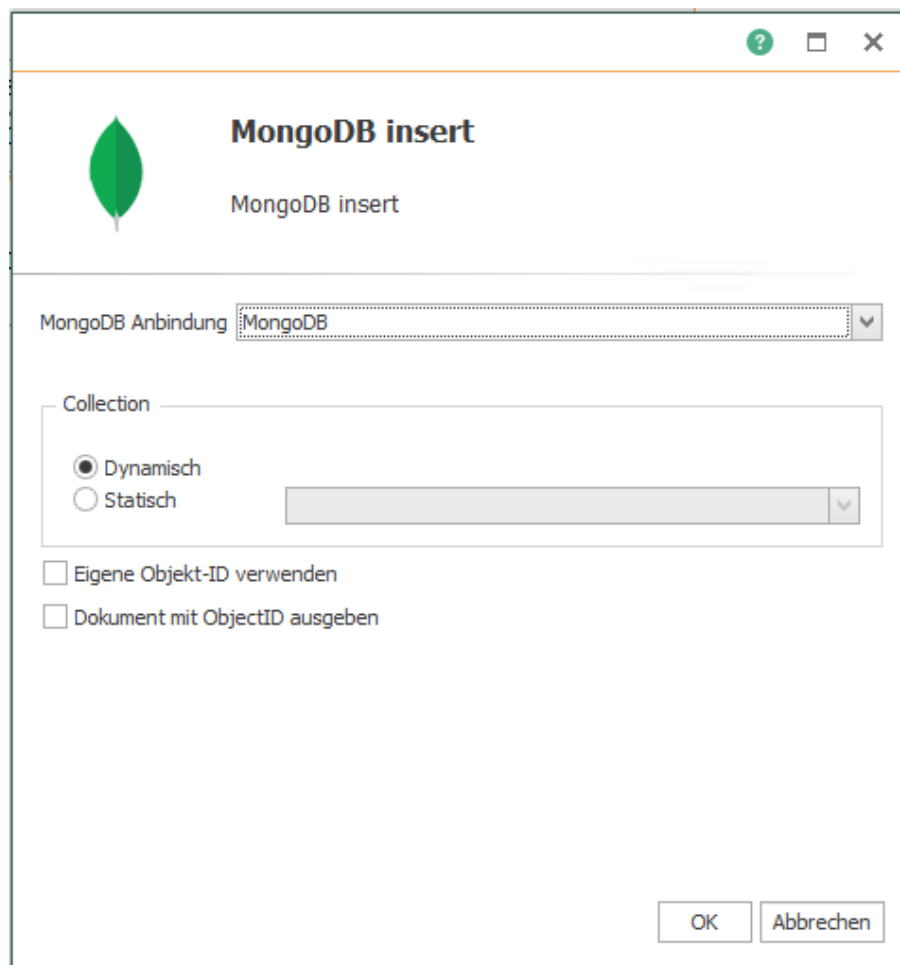 ?
MongoDB insert
MongoDB insert
MongoDB Anbindung MongoDB
Collection
Dynamisch
Statisch
Eigene Objekt-ID verwenden
Dokument mit ObjectID ausgeben
OK Abbrechen